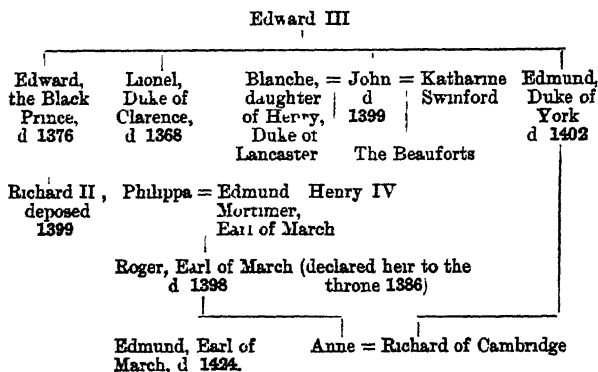 Edward III
Edward, Lionel, Blanche, = John = Katharine Edmund,
the Black Duke of daughter d Swinford Duke of
Prince, Clarence, of Henry, 1399 York
d 1376 d 1368 Duke of d 1402
Lancaster The Beauforts
Richard II, Philippa = Edmund Henry IV
deposed Mortimer,
1399 Earl of March
Roger, Earl of March (declared heir to the
d 1398 throne 1386)
Edmund, Earl of Anne = Richard of Cambridge
March, d 1424.